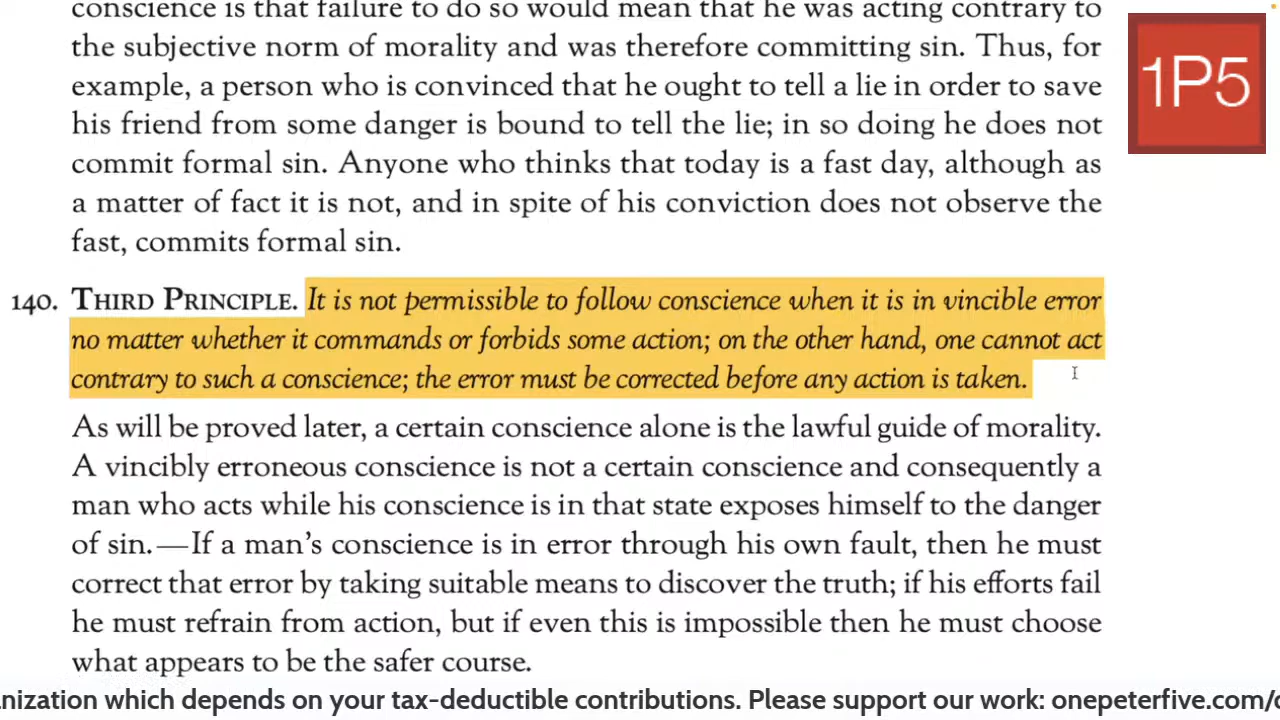 conscience is that failure to do so would mean that he was acting contrary to
the subjective norm of morality and was therefore committing sin. Thus, for
example, a person who is convinced that he ought to tell a lie in order to save
his friend from some danger is bound to tell the lie; in so doing he does not
commit formal sin. Anyone who thinks that today is a fast day, although as
a matter of fact it is not, and in spite of his conviction does not observe the
fast, commits formal sin.
1P5
140. THIRD PRINCIPLE. It is not permissible to follow conscience when it is in vincible error
no matter whether it commands or forbids some action; on the other hand, one cannot act
contrary to such a conscience; the error must be corrected before any action is taken.
As will be proved later, a certain conscience alone is the lawful guide of morality.
A vincibly erroneous conscience is not a certain conscience and consequently a
man who acts while his conscience is in that state exposes himself to the danger
of sin.—If a man's conscience is in error through his own fault, then he must
correct that error by taking suitable means to discover the truth; if his efforts fail
he must refrain from action, but if even this is impossible then he must choose
what appears to be the safer course.
nization which depends on your tax-deductible contributions. Please support our work: onepeterfive.com/